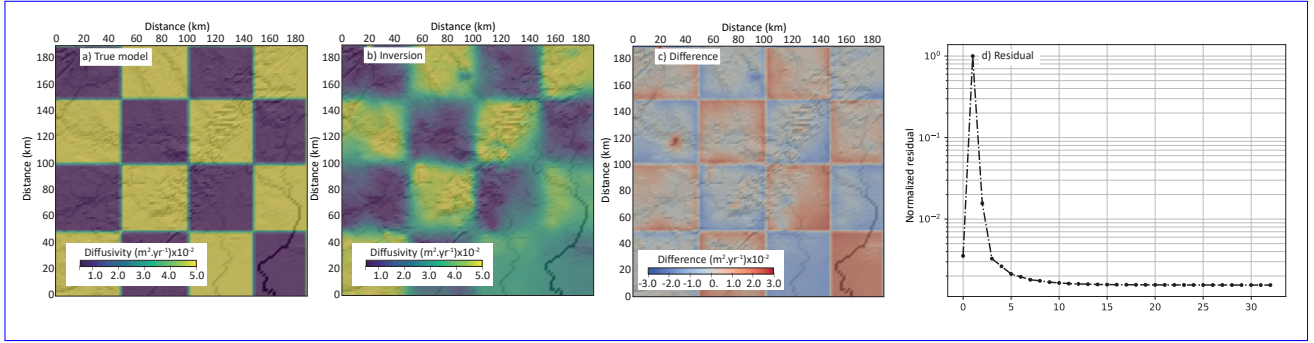 Distance (km)
0 20 40 60 80 100 120 140 160 180
a) True model
Distance (km)
180
160
140
120
100
80
60
40
20
0
Diffusivity (m².yr⁻¹)x10⁻²
1.0 2.0 3.0 4.0 5.0
Distance (km)
0 20 40 60 80 100 120 140 160 180
b) Inversion
Distance (km)
180
160
140
120
100
80
60
40
20
0
Diffusivity (m².yr⁻¹)x10⁻²
1.0 2.0 3.0 4.0 5.0
Distance (km)
0 20 40 60 80 100 120 140 160 180
c) Difference
Distance (km)
180
160
140
120
100
80
60
40
20
0
Difference (m².yr⁻¹)x10⁻²
-3.0 -2.0 -1.0 0. 1.0 2.0 3.0
d) Residual
Normalized residual
10⁰
10⁻¹
10⁻²
0 5 10 15 20 25 30